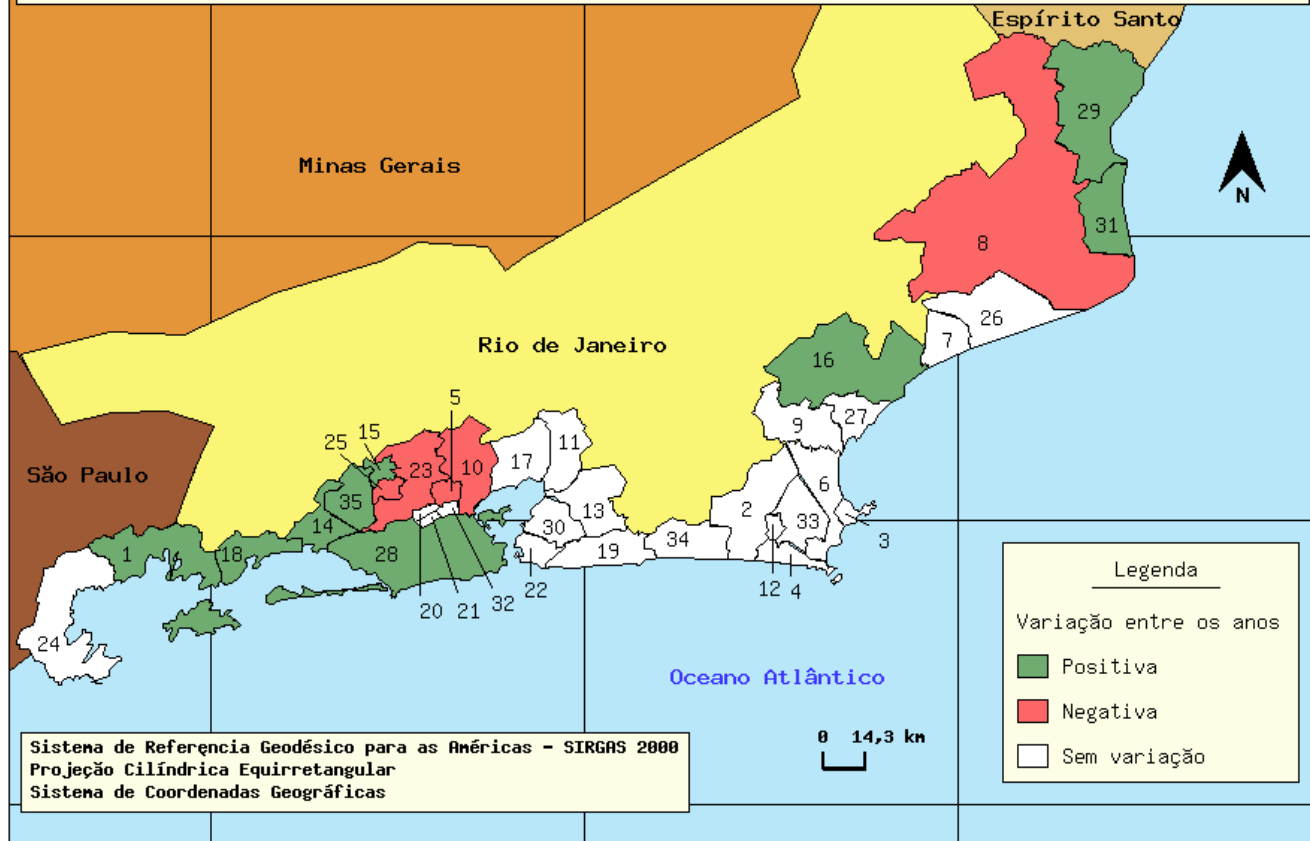 Espírito Santo
29
Minas Gerais
31
8
26
7
Rio de Janeiro
16
5
15
9
27
25
11
17
23
10
São Paulo
6
35
2
13
14
30
33
34
3
1
18
28
19
22
12
4
20
21
32
24
Oceano Atlântico
N
0 14,3 km
Legenda
Variação entre os anos
Positiva
Negativa
Sem variação
Sistema de Referençia Geodésico para as Américas - SIRGAS 2000
Projeção Cilíndrica Equirretangular
Sistema de Coordenadas Geográficas